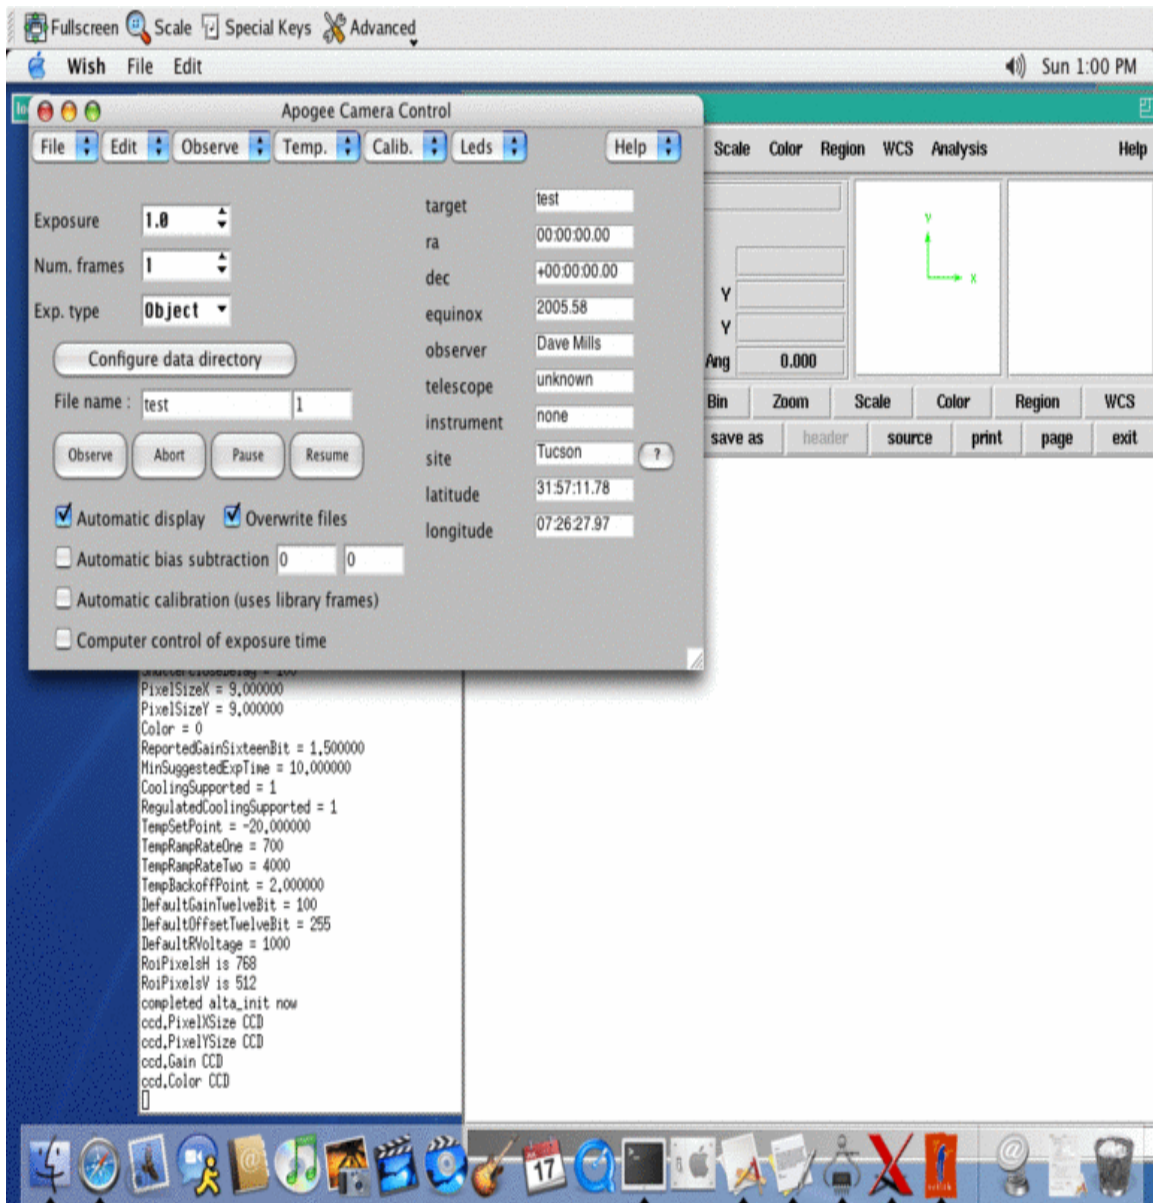 Fullscreen Scale Special Keys Advanced
Wish File Edit Sun 1:00 PM
Apogee Camera Control
File Edit Observe Temp. Calib. Leds Help
Scale Color Region WCS Analysis Help
Exposure 1.0
Num. frames 1
Exp. type Object
Configure data directory
File name : test 1
Observe Abort Pause Resume
Automatic display Overwrite files
Automatic bias subtraction 0 0
Automatic calibration (uses library frames)
Computer control of exposure time
target test
ra 00:00:00.00
dec +00:00:00.00
equinox 2005.58
observer Dave Mills
telescope unknown
instrument none
site Tucson ?
latitude 31:57:11.78
longitude 07:26:27.97
Y
X
Y
Y
Ang 0.000
Bin Zoom Scale Color Region WCS
save as header source print page exit
ShutterCloseDelay = 100
PixelSizeX = 9.000000
PixelSizeY = 9.000000
Color = 0
ReportedGainSixteenBit = 1.500000
MinSuggestedExpTime = 10.000000
CoolingSupported = 1
RegulatedCoolingSupported = 1
TempSetPoint = -20.000000
TempRampRateOne = 700
TempRampRateTwo = 4000
TempBackoffPoint = 2.000000
DefaultGainTwelveBit = 100
DefaultOffsetTwelveBit = 255
DefaultRVoltage = 1000
RoiPixelsH is 768
RoiPixelsV is 512
completed alta_init now
ccd.PixelXSize CCD
ccd.PixelYSize CCD
ccd.Gain CCD
ccd.Color CCD
17